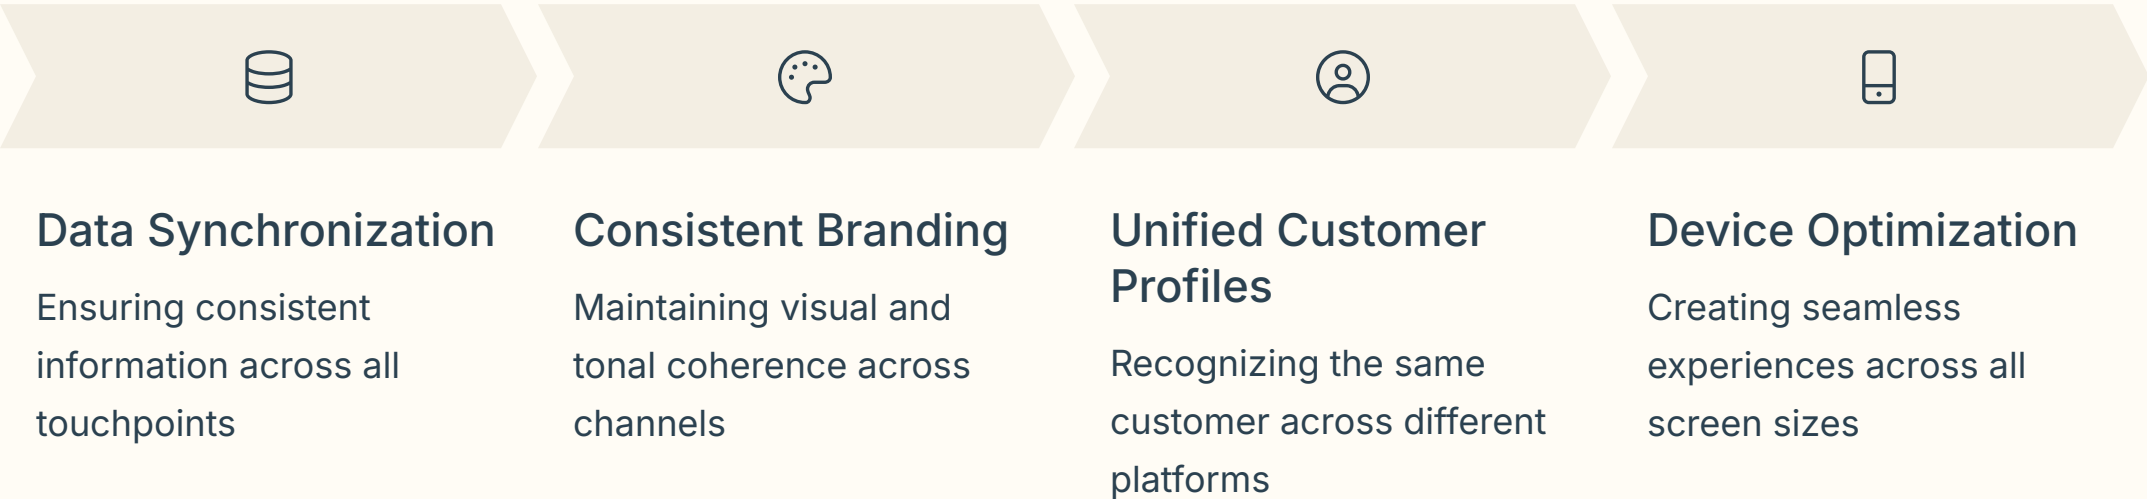 Data Synchronization
Ensuring consistent
information across all
touchpoints
Consistent Branding
Maintaining visual and
tonal coherence across
channels
Unified Customer
Profiles
Recognizing the same
customer across different
platforms
Device Optimization
Creating seamless
experiences across all
screen sizes